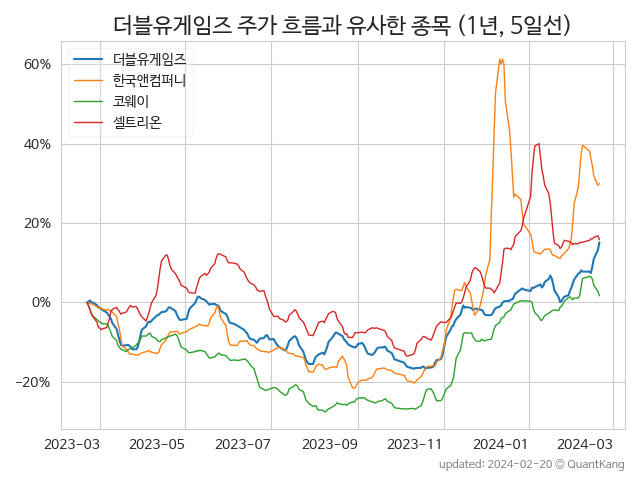 더블유게임즈 주가 흐름과 유사한 종목 (1년, 5일선)
더블유게임즈
한국앤컴퍼니
코웨이
셀트리온
60%
40%
20%
0%
−20%
2023-03 2023-05 2023-07 2023-09 2023-11 2024-01 2024-03
updated: 2024-02-20 © QuantKang